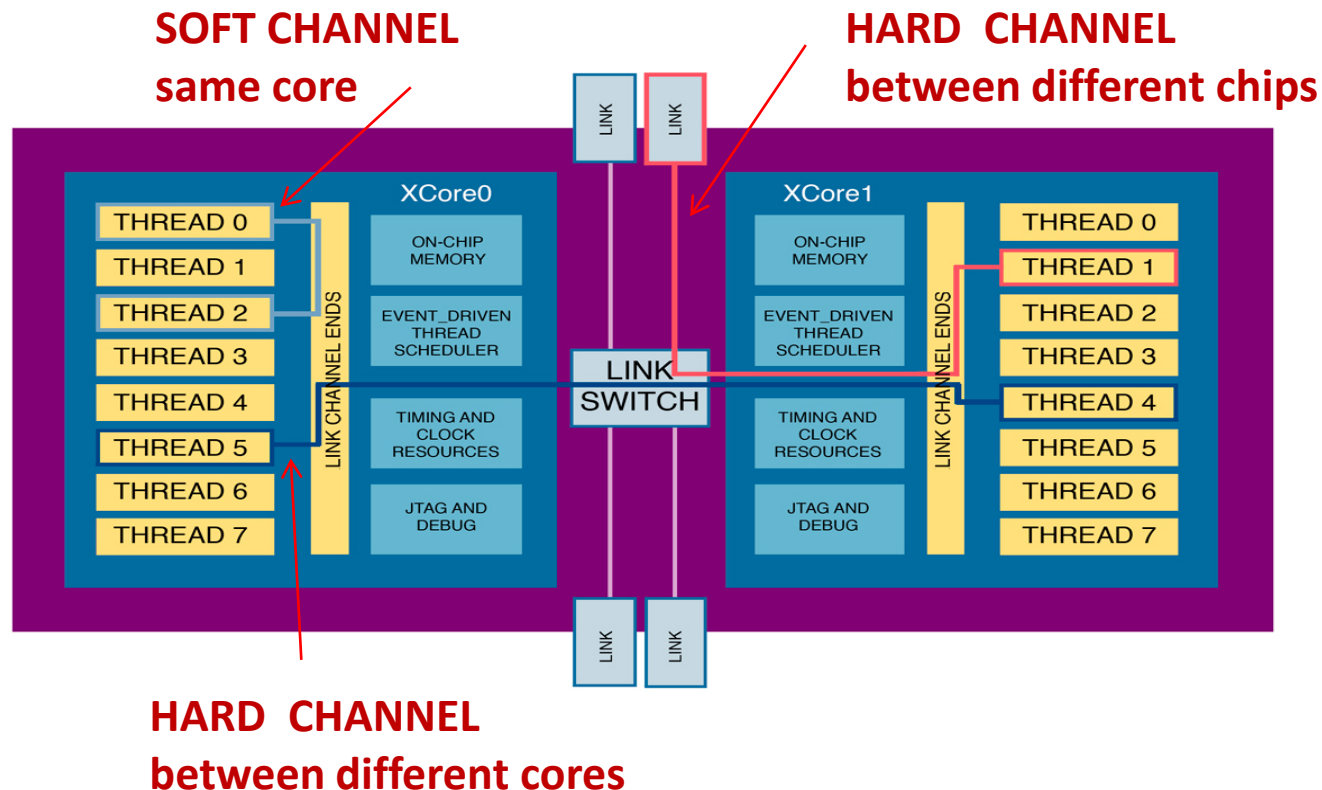 SOFT CHANNEL
same core
HARD  CHANNEL
between different chips
LINK
LINK
XCore0
THREAD 0
THREAD 1
THREAD 2
THREAD 3
THREAD 4
THREAD 5
THREAD 6
THREAD 7
LINK CHANNEL ENDS
ON-CHIP
MEMORY
EVENT_DRIVEN
THREAD
SCHEDULER
TIMING AND
CLOCK
RESOURCES
JTAG AND
DEBUG
LINK
SWITCH
XCore1
ON-CHIP
MEMORY
EVENT_DRIVEN
THREAD
SCHEDULER
TIMING AND
CLOCK
RESOURCES
JTAG AND
DEBUG
LINK CHANNEL ENDS
THREAD 0
THREAD 1
THREAD 2
THREAD 3
THREAD 4
THREAD 5
THREAD 6
THREAD 7
LINK
LINK
HARD  CHANNEL
between different cores